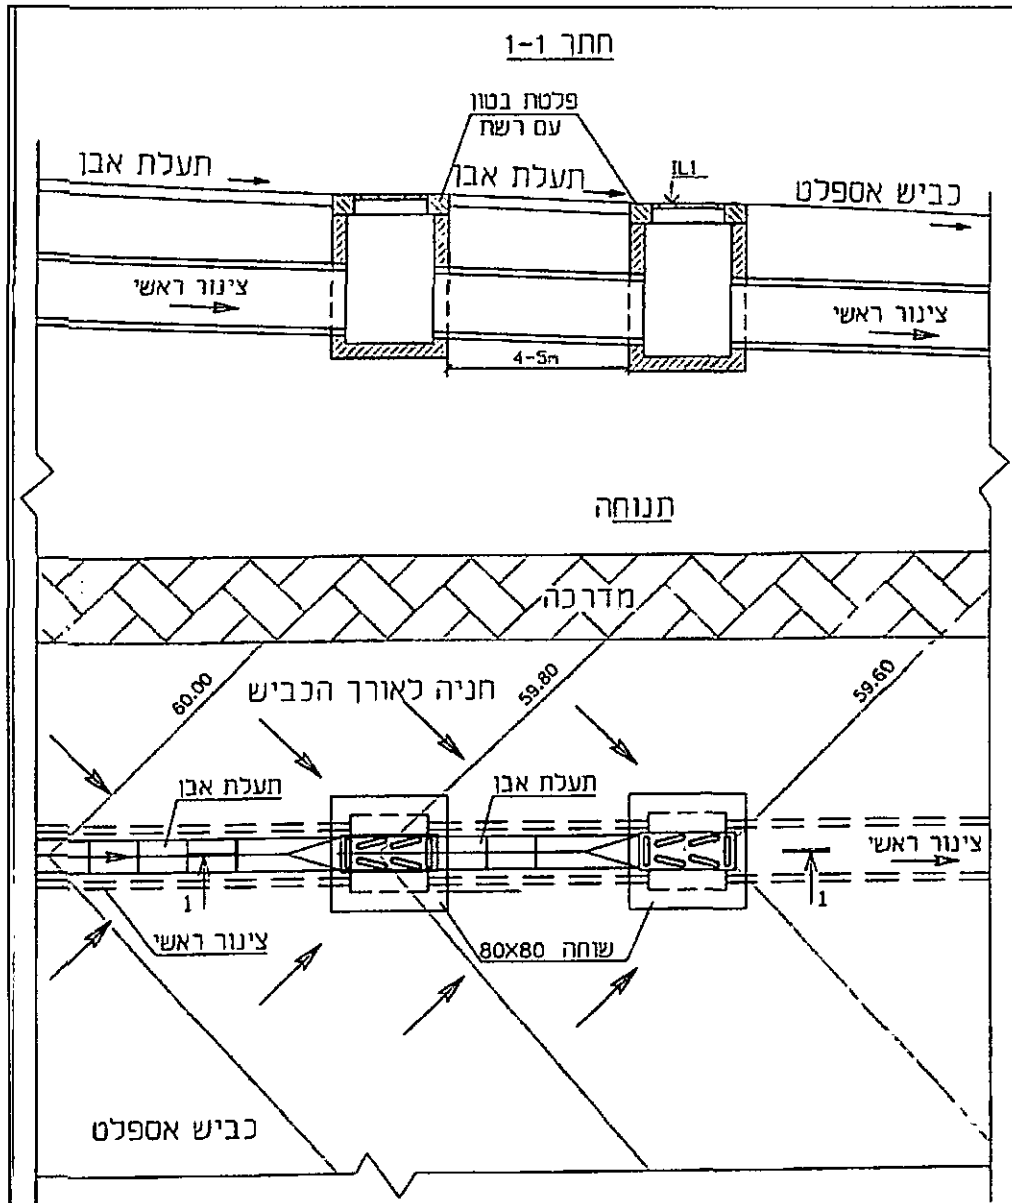 חתך 1-1
פלטת בטון
עם רשת
תעלת אבן
תעלת אבן
IL1
כביש אספלט
צינור ראשי
צינור ראשי
4-5m
תנוחה
מדרכה
60.00
חניה לאורך הכביש
59.80
59.60
תעלת אבן
תעלת אבן
צינור ראשי
1
1
צינור ראשי
שוחה 80X80
כביש אספלט